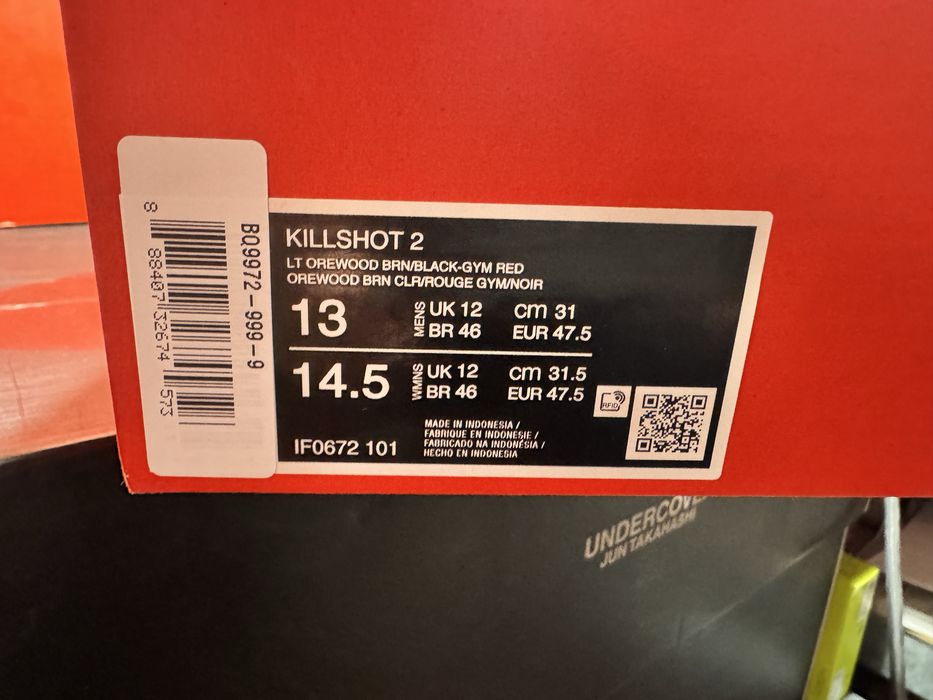 BQ9972-999-9
8 88407 32674 573
KILLSHOT 2
LT OREWOOD BRN/BLACK-GYM RED
OREWOOD BRN CLR/ROUGE GYM/NOIR
13 MENS UK 12 cm 31
BR 46 EUR 47.5
14.5 WMNS UK 12 cm 31.5
BR 46 EUR 47.5
RFID
IF0672 101
MADE IN INDONESIA /
FABRIQUE EN INDONESIE /
FABRICADO NA INDONÉSIA /
HECHO EN INDONESIA
UNDERCOVER
JUN TAKAHASHI